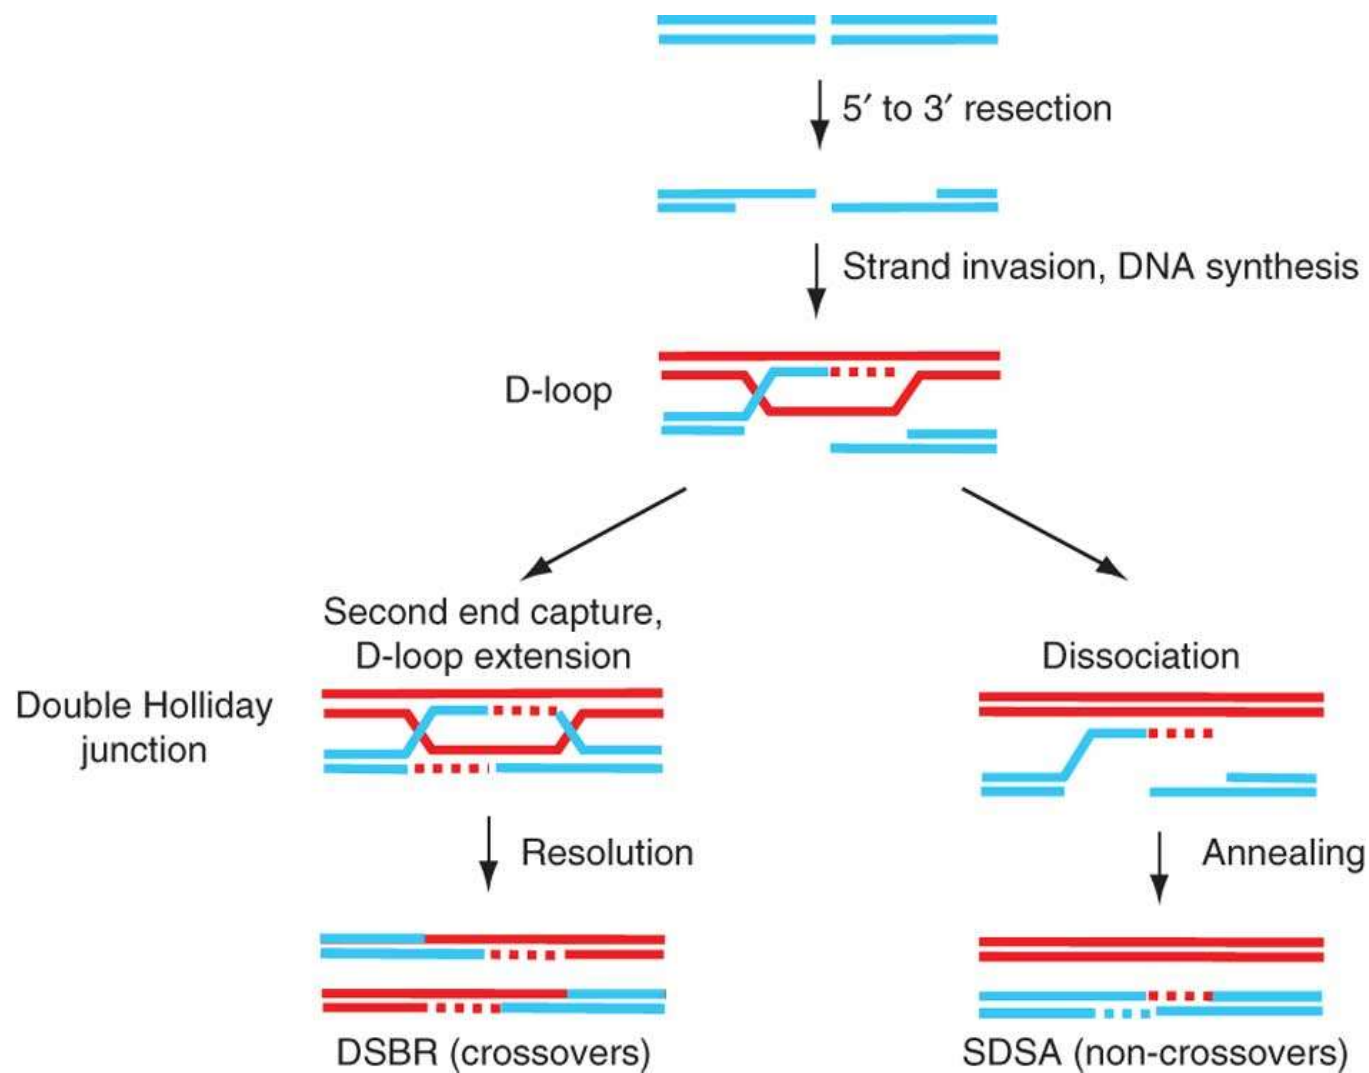 5′ to 3′ resection
Strand invasion, DNA synthesis
D-loop
Second end capture,
D-loop extension
Dissociation
Double Holliday
junction
Resolution
Annealing
DSBR (crossovers)
SDSA (non-crossovers)